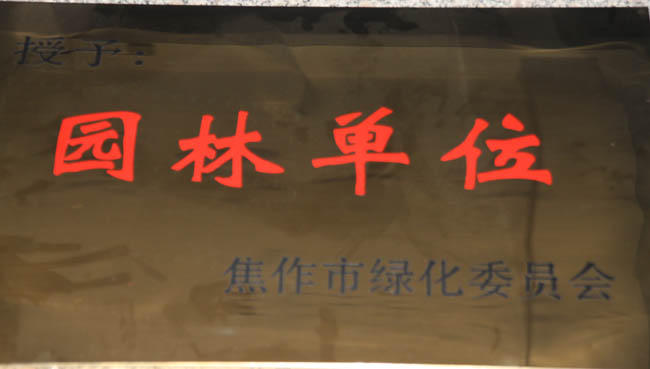 授予：
园林单位
焦作市绿化委员会